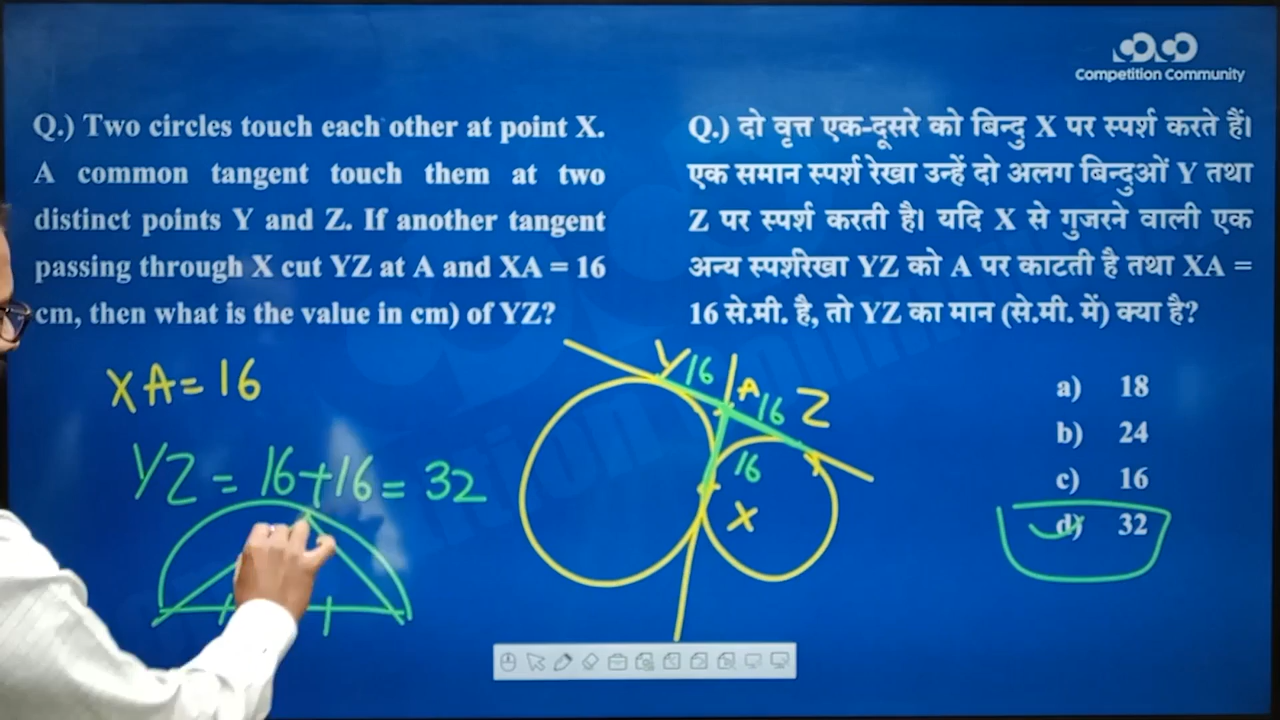 Competition Community
Q.) Two circles touch each other at point X.
A common tangent touch them at two
distinct points Y and Z. If another tangent
passing through X cut YZ at A and XA = 16
cm, then what is the value in cm) of YZ?
Q.) दो वृत्त एक-दूसरे को बिन्दु X पर स्पर्श करते हैं।
एक समान स्पर्श रेखा उन्हें दो अलग बिन्दुओं Y तथा
Z पर स्पर्श करती है। यदि X से गुजरने वाली एक
अन्य स्पर्शरेखा YZ को A पर काटती है तथा XA =
16 से.मी. है, तो YZ का मान (से.मी. में) क्या है?
XA = 16
YZ = 16+16 = 32
Y 16 A 16 Z
16
X
a) 18
b) 24
c) 16
d) 32